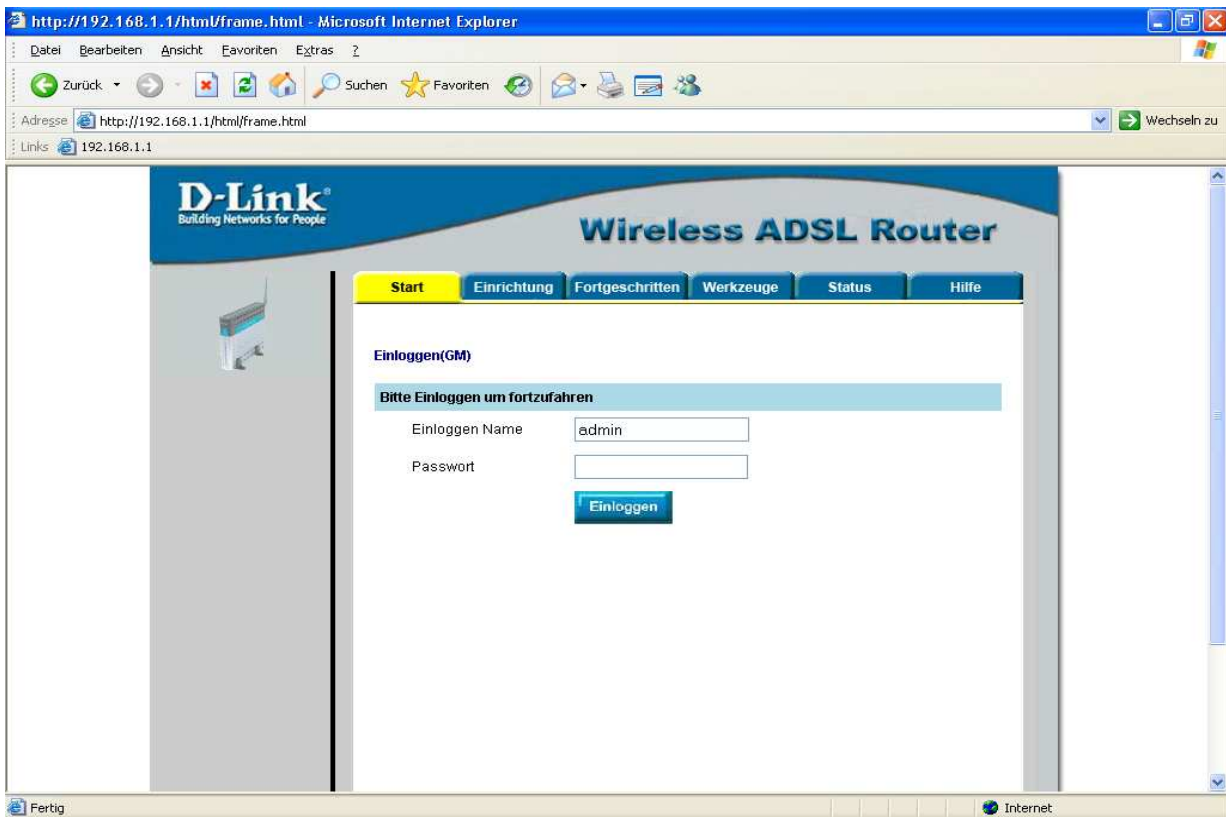 http://192.168.1.1/html/frame.html - Microsoft Internet Explorer
Datei Bearbeiten Ansicht Favoriten Extras ?
Zurück Suchen Favoriten
Adresse http://192.168.1.1/html/frame.html Wechseln zu
Links 192.168.1.1
D-Link®
Building Networks for People
Wireless ADSL Router
Start Einrichtung Fortgeschritten Werkzeuge Status Hilfe
Einloggen(GM)
Bitte Einloggen um fortzufahren
Einloggen Name admin
Passwort
Einloggen
Fertig Internet